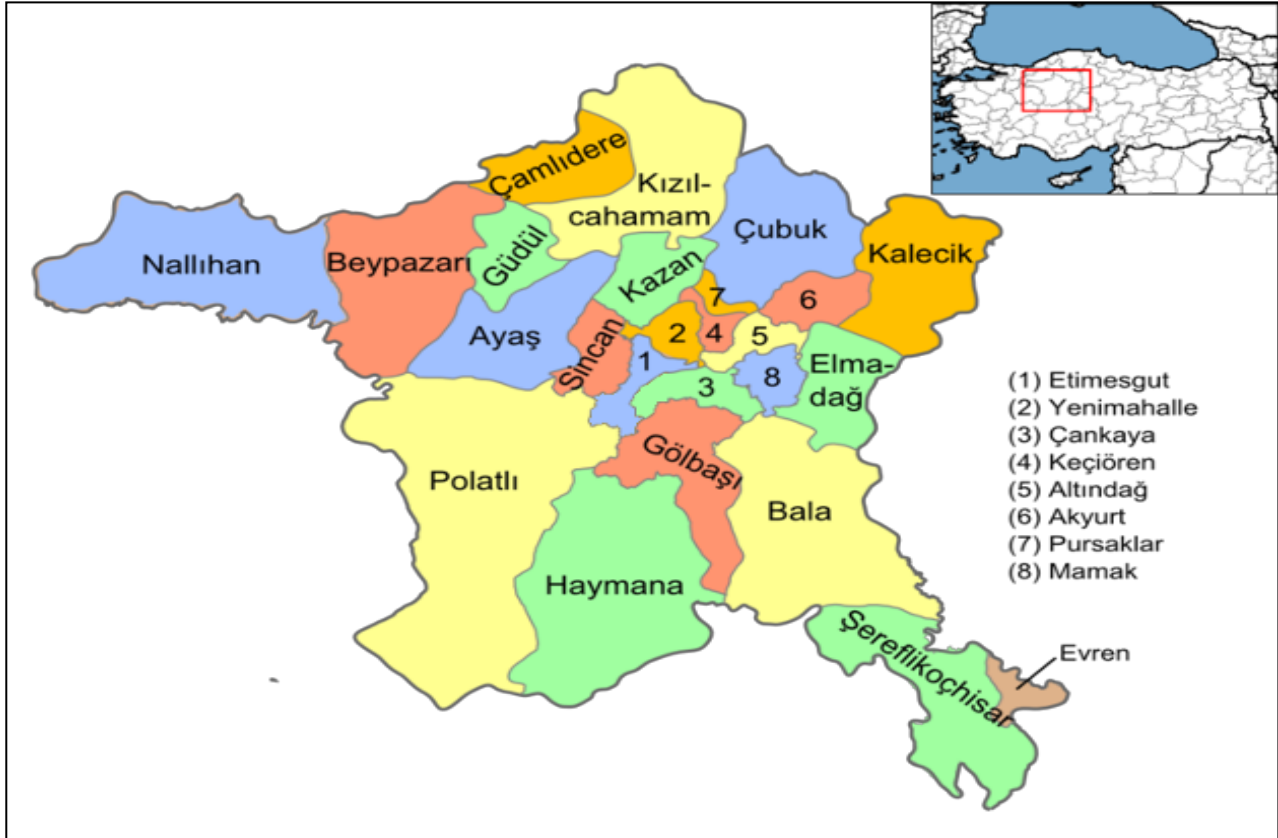 Çamlıdere
Kızıl-
cahamam
Çubuk
Kalecik
Nallıhan
Beypazarı
Güdül
Kazan
Ayaş
Sincan
7
6
2
4
5
1
8
3
Elma-
dağ
Gölbaşı
Polatlı
Bala
Haymana
Şereflikoçhisar
Evren
(1) Etimesgut
(2) Yenimahalle
(3) Çankaya
(4) Keçiören
(5) Altındağ
(6) Akyurt
(7) Pursaklar
(8) Mamak